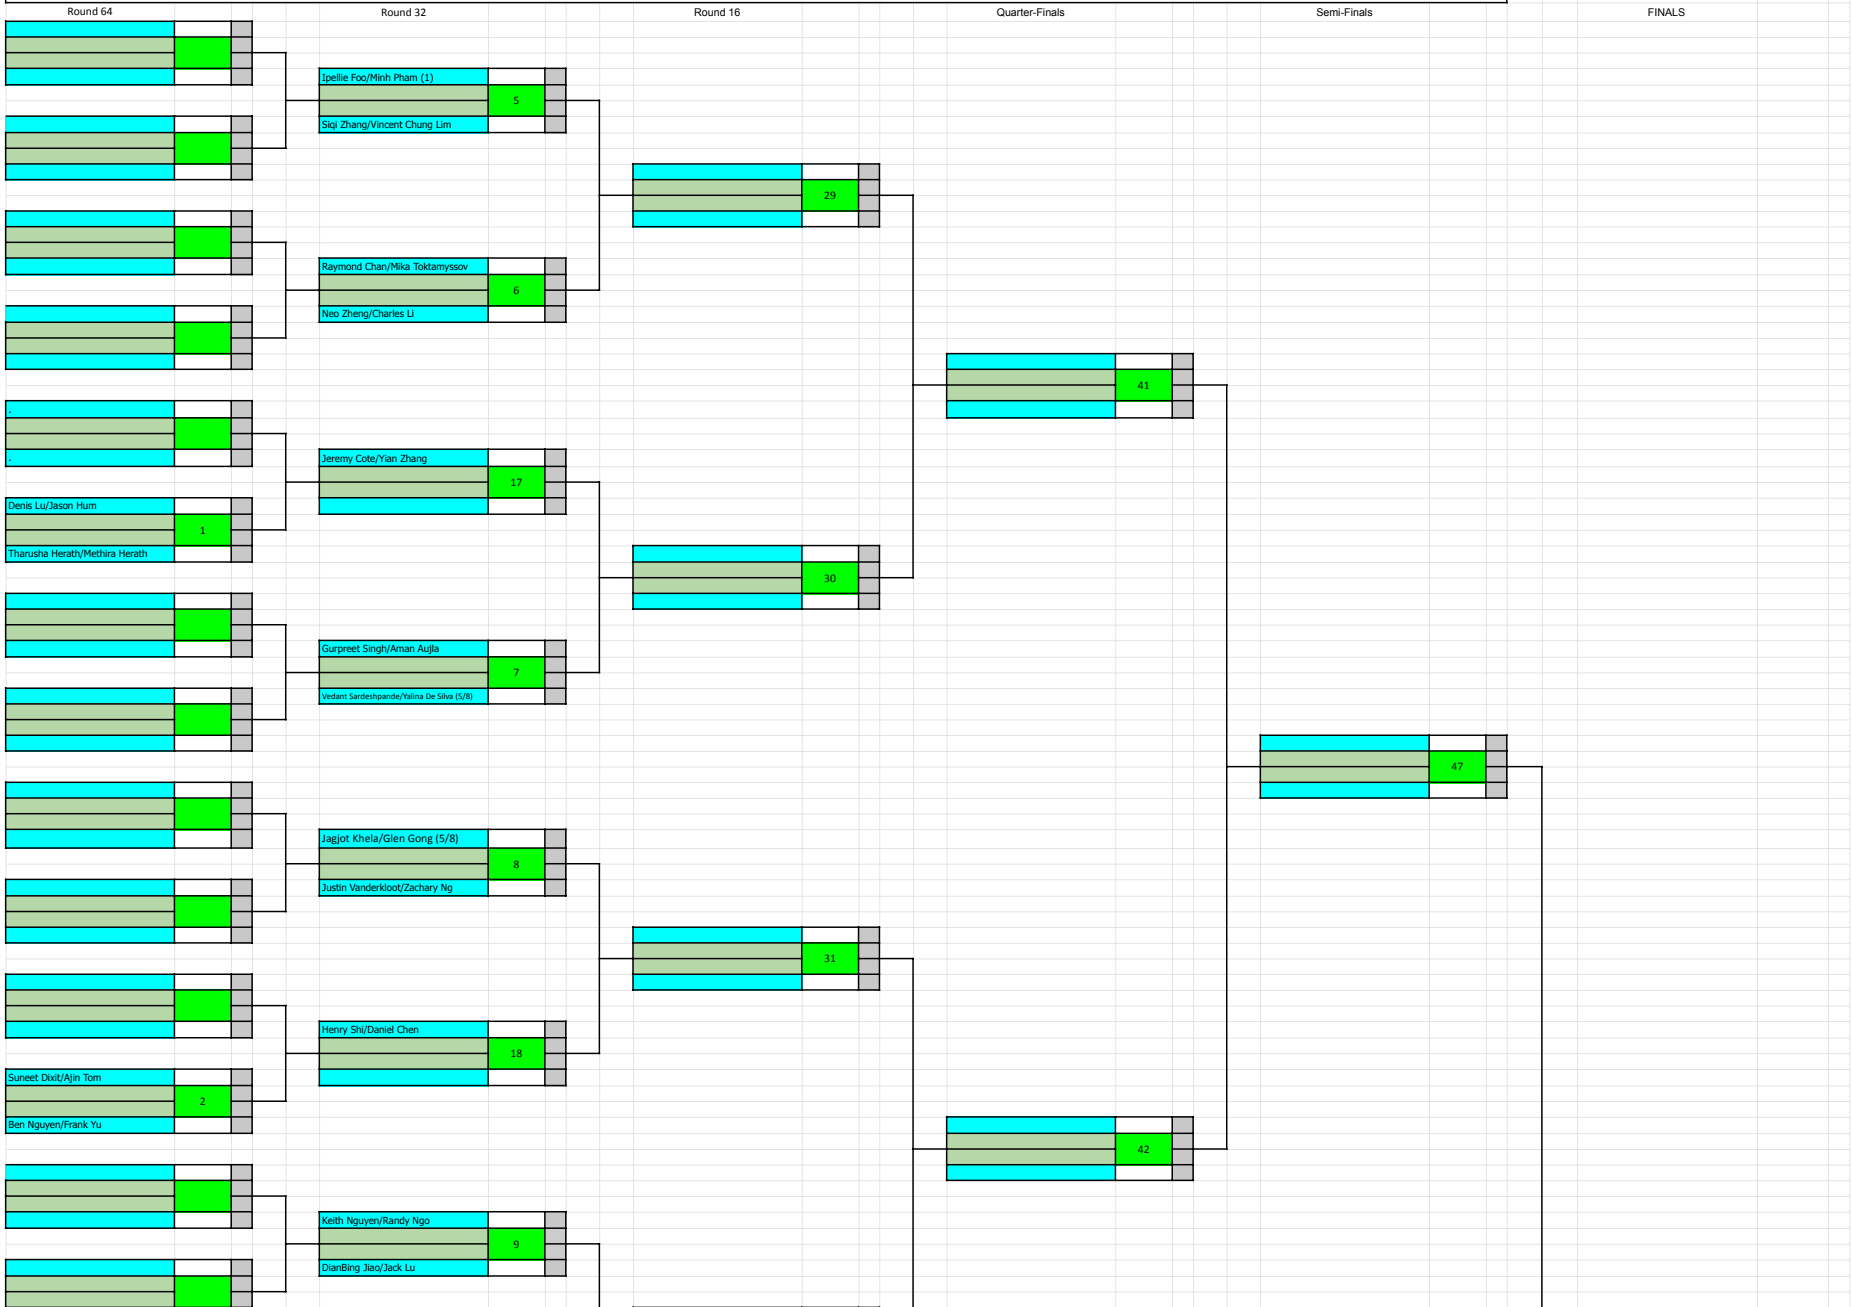 Round 64
Round 32
Round 16
Quarter-Finals
Semi-Finals
FINALS
Ipellie Foo/Minh Pham (1)
5
Siqi Zhang/Vincent Chung Lim
29
Raymond Chan/Mika Toktamyssov
6
Neo Zheng/Charles Li
41
.
.
Jeremy Cote/Yian Zhang
17
Denis Lu/Jason Hum
1
Tharusha Herath/Methira Herath
30
Gurpreet Singh/Aman Aujla
7
Vedant Sardeshpande/Yalina De Silva (5/8)
47
Jagjot Khela/Glen Gong (5/8)
8
Justin Vanderkloot/Zachary Ng
31
Henry Shi/Daniel Chen
18
Suneet Dixit/Ajin Tom
2
Ben Nguyen/Frank Yu
42
Keith Nguyen/Randy Ngo
9
DianBing Jiao/Jack Lu